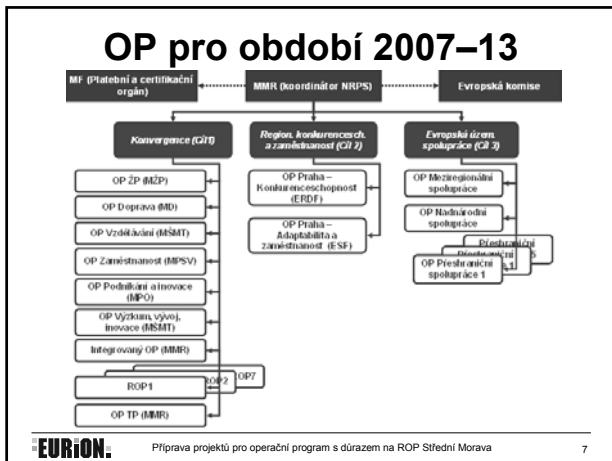 OP pro období 2007–13
MF (Platební a certifikační
orgán)
MMR (koordinátor NRPS)
Evropská komise
Konvergence (Cíl1)
Region. konkurencesch.
a zaměstnanost (Cíl 2)
Evropská územ.
spolupráce (Cíl 3)
OP ŽP (MŽP)
OP Doprava (MD)
OP Vzdělávání (MŠMT)
OP Zaměstnanost (MPSV)
OP Podnikání a inovace
(MPO)
OP Výzkum, vývoj,
inovace (MŠMT)
Integrovaný OP (MMR)
OP7
ROP2
ROP1
OP TP (MMR)
OP Praha –
Konkurenceschopnost
(ERDF)
OP Praha –
Adaptabilita a
zaměstnanost (ESF)
OP Meziregionální
spolupráce
OP Nadnárodní
spolupráce
Přeshraniční
5
OP Přeshraniční
spolupráce 1
EURION:
Příprava projektů pro operační program s důrazem na ROP Střední Morava
7